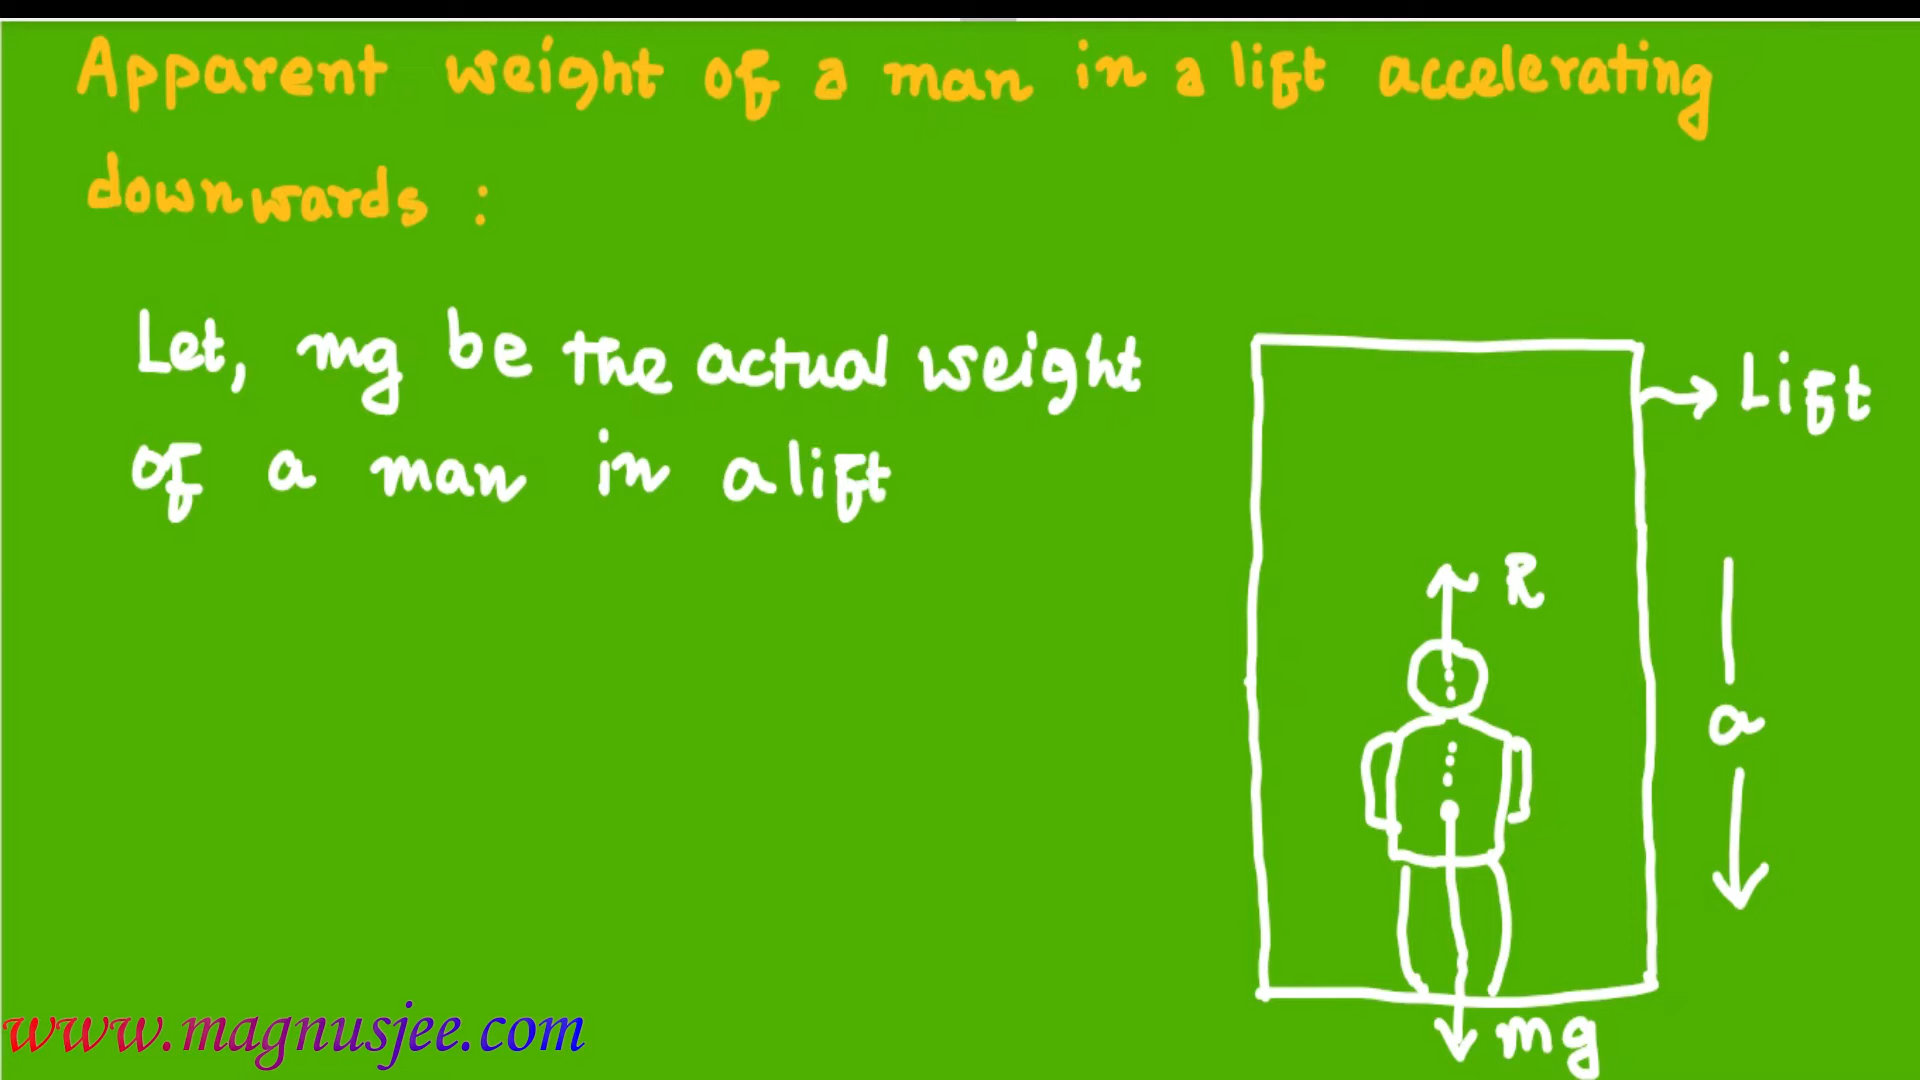 Apparent weight of a man in a lift accelerating
downwards :
Let, mg be the actual weight
of a man in a lift
Lift
R
a
mg
www.magnusjee.com